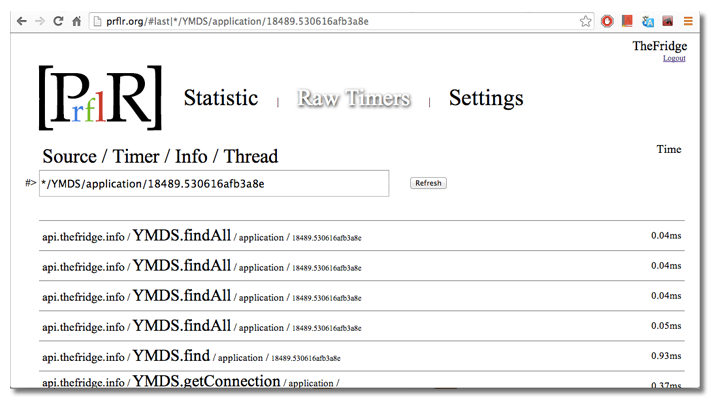 prflr.org/#last|*/YMDS/application/18489.530616afb3a8e
TheFridge
Logout
[PrflR]
Statistic | Raw Timers | Settings
Source / Timer / Info / Thread
Time
#> */YMDS/application/18489.530616afb3a8e
Refresh
api.thefridge.info / YMDS.findAll / application / 18489.530616afb3a8e 0.04ms
api.thefridge.info / YMDS.findAll / application / 18489.530616afb3a8e 0.04ms
api.thefridge.info / YMDS.findAll / application / 18489.530616afb3a8e 0.04ms
api.thefridge.info / YMDS.findAll / application / 18489.530616afb3a8e 0.05ms
api.thefridge.info / YMDS.find / application / 18489.530616afb3a8e 0.93ms
api.thefridge.info / YMDS.getConnection / application / 0.37ms